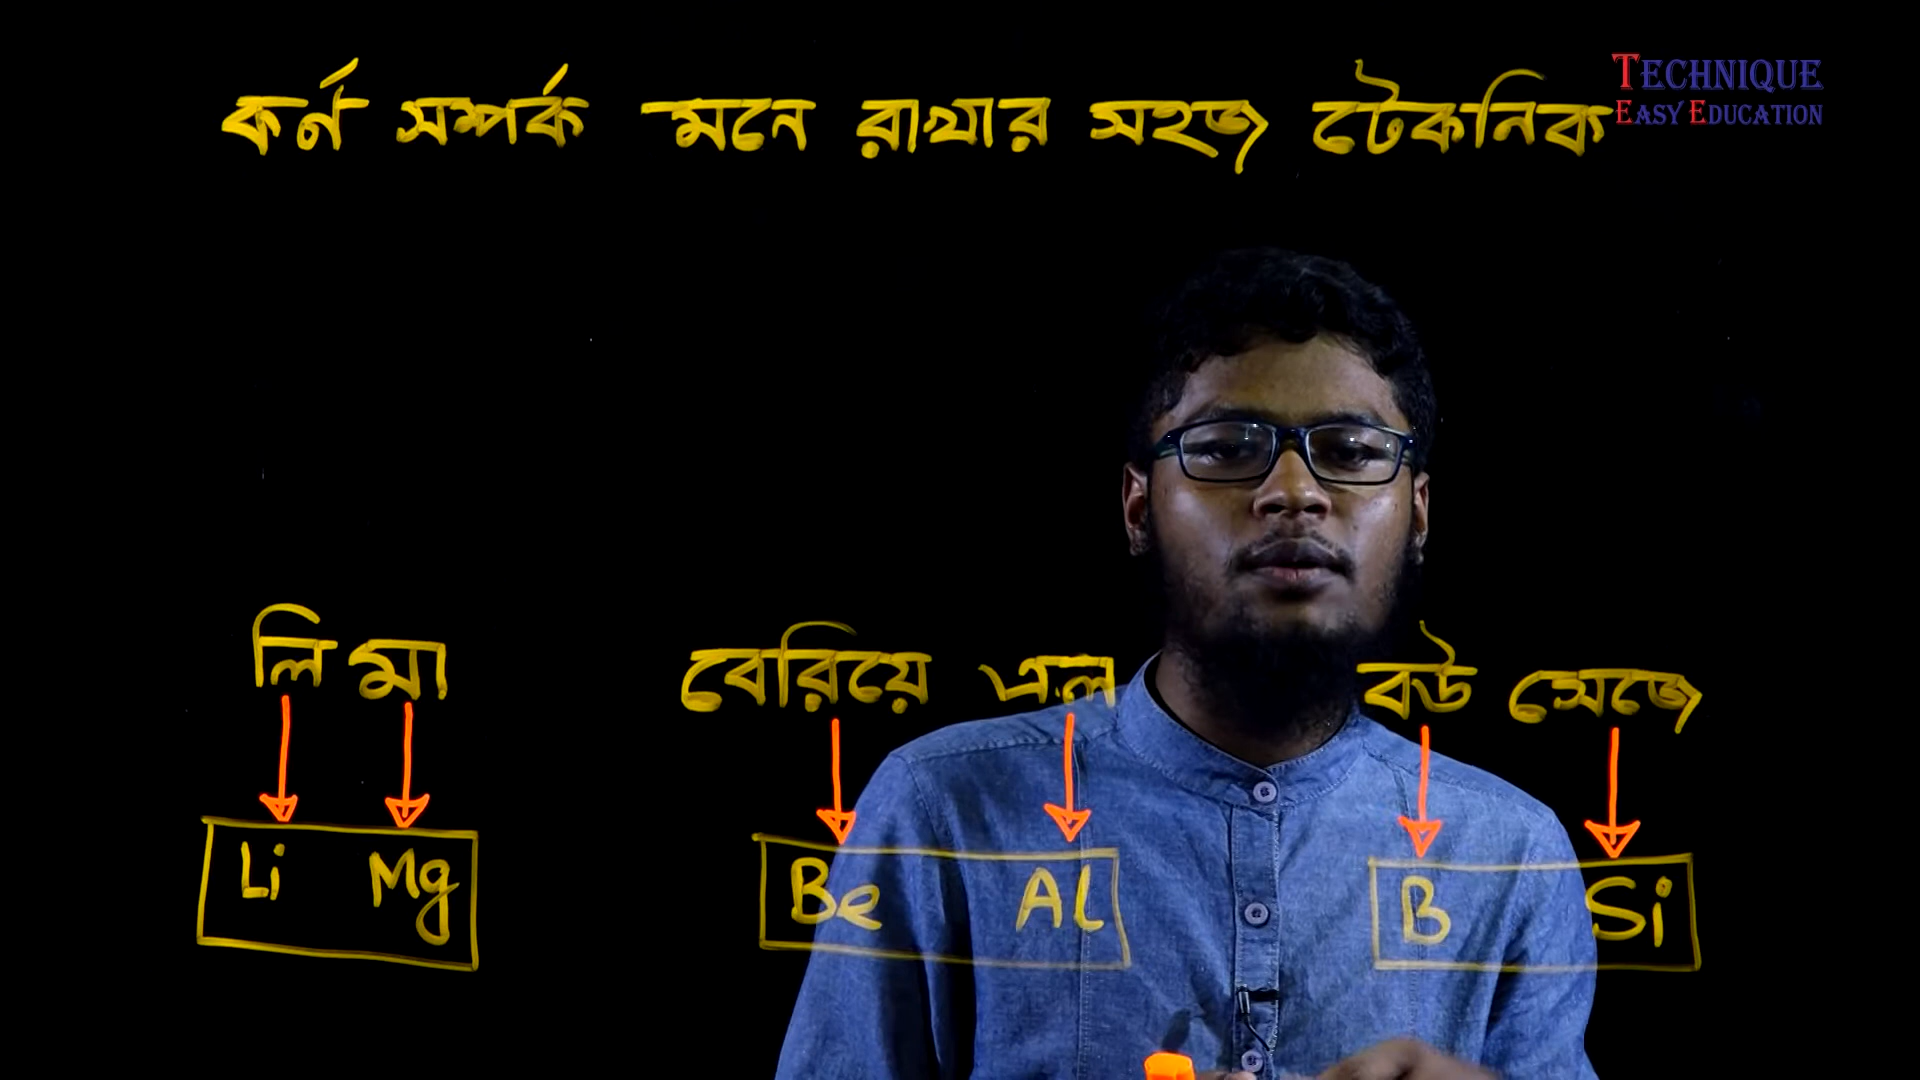 কর্ন সম্পর্ক মনে রাখার সহজ টেকনিক
TECHNIQUE
EASY EDUCATION
লি মা বেরিয়ে এল বউ সেজে
Li Mg Be Al B Si